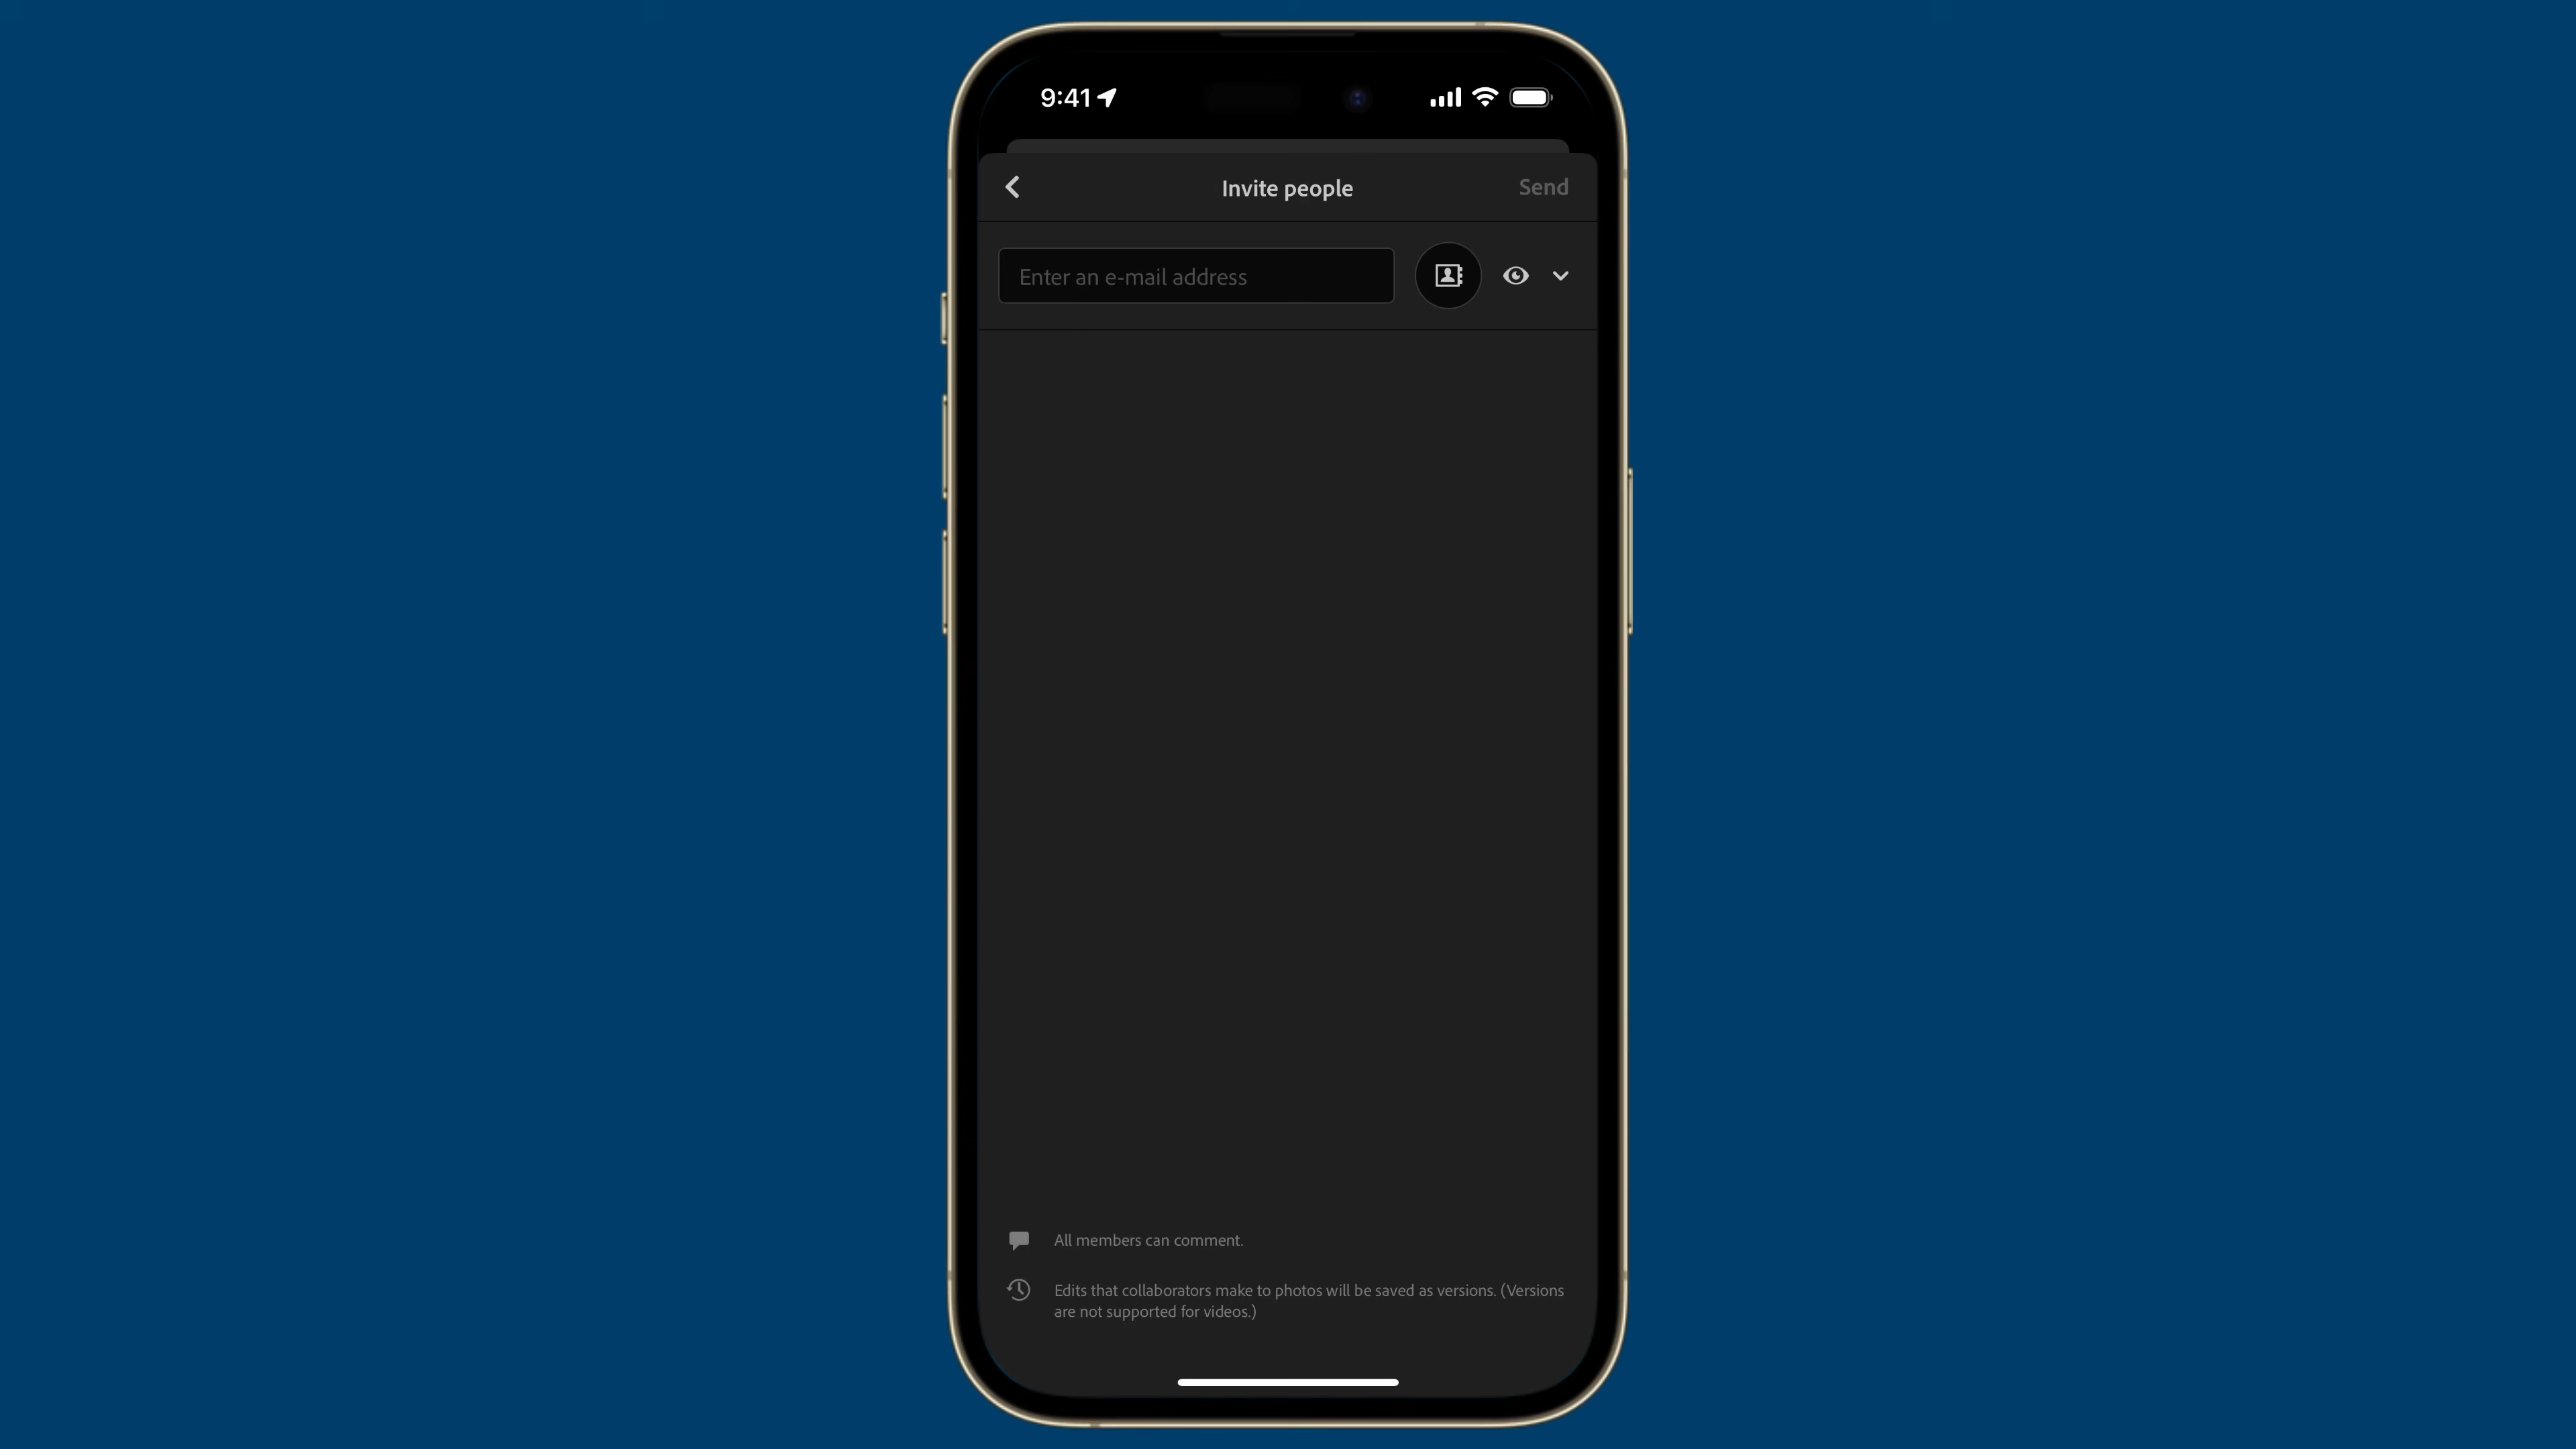 9:41
Invite people
Send
Enter an e-mail address
All members can comment.
Edits that collaborators make to photos will be saved as versions. (Versions
are not supported for videos.)